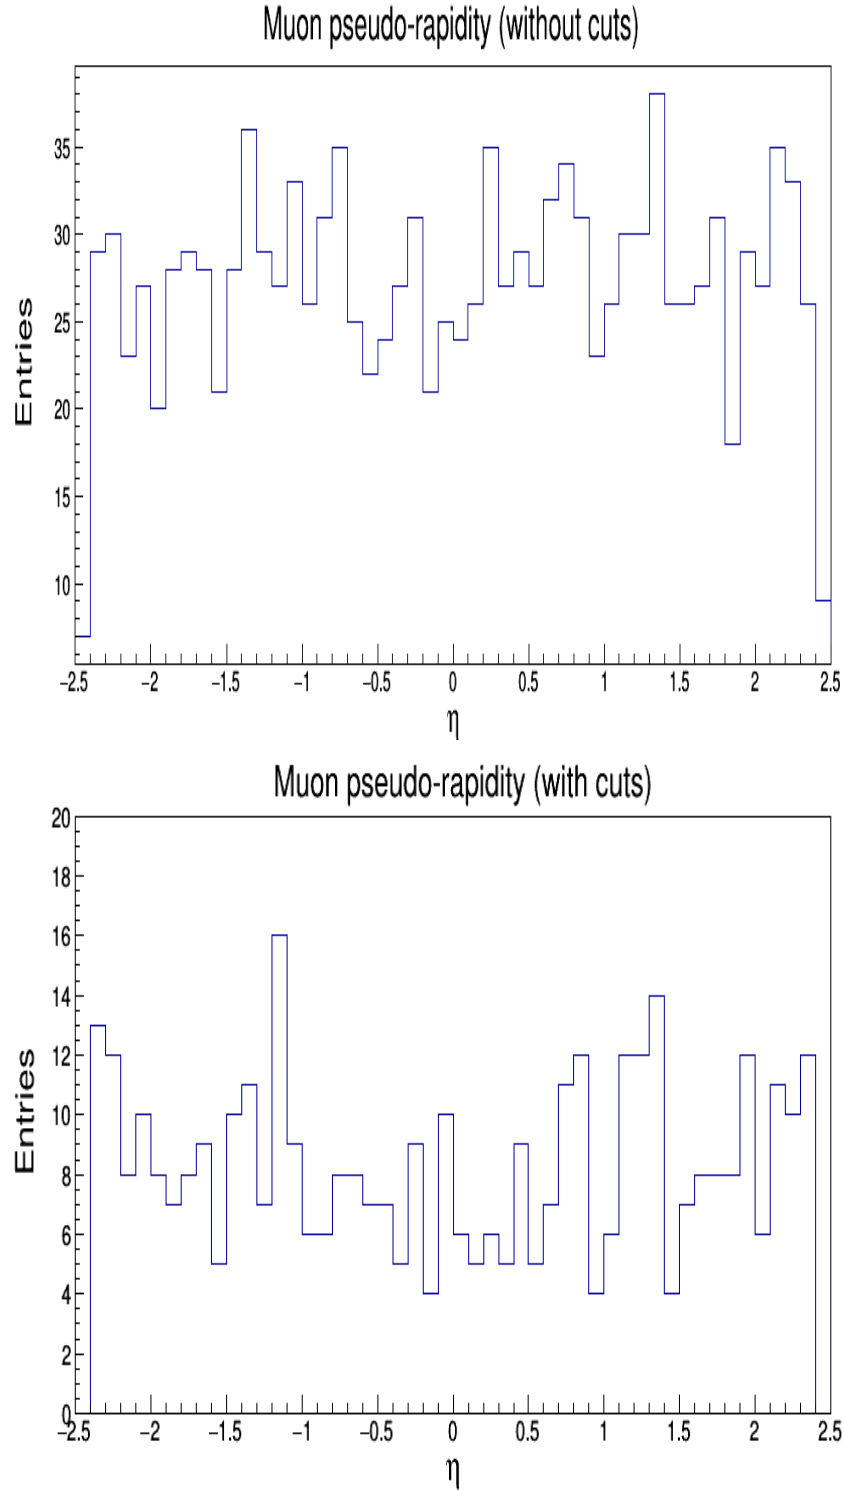 Muon pseudo-rapidity (without cuts)
35
30
25
20
15
10
Entries
−2.5 −2 −1.5 −1 −0.5 0 0.5 1 1.5 2 2.5
η
Muon pseudo-rapidity (with cuts)
20
18
16
14
12
10
8
6
4
2
0
Entries
−2.5 −2 −1.5 −1 −0.5 0 0.5 1 1.5 2 2.5
η